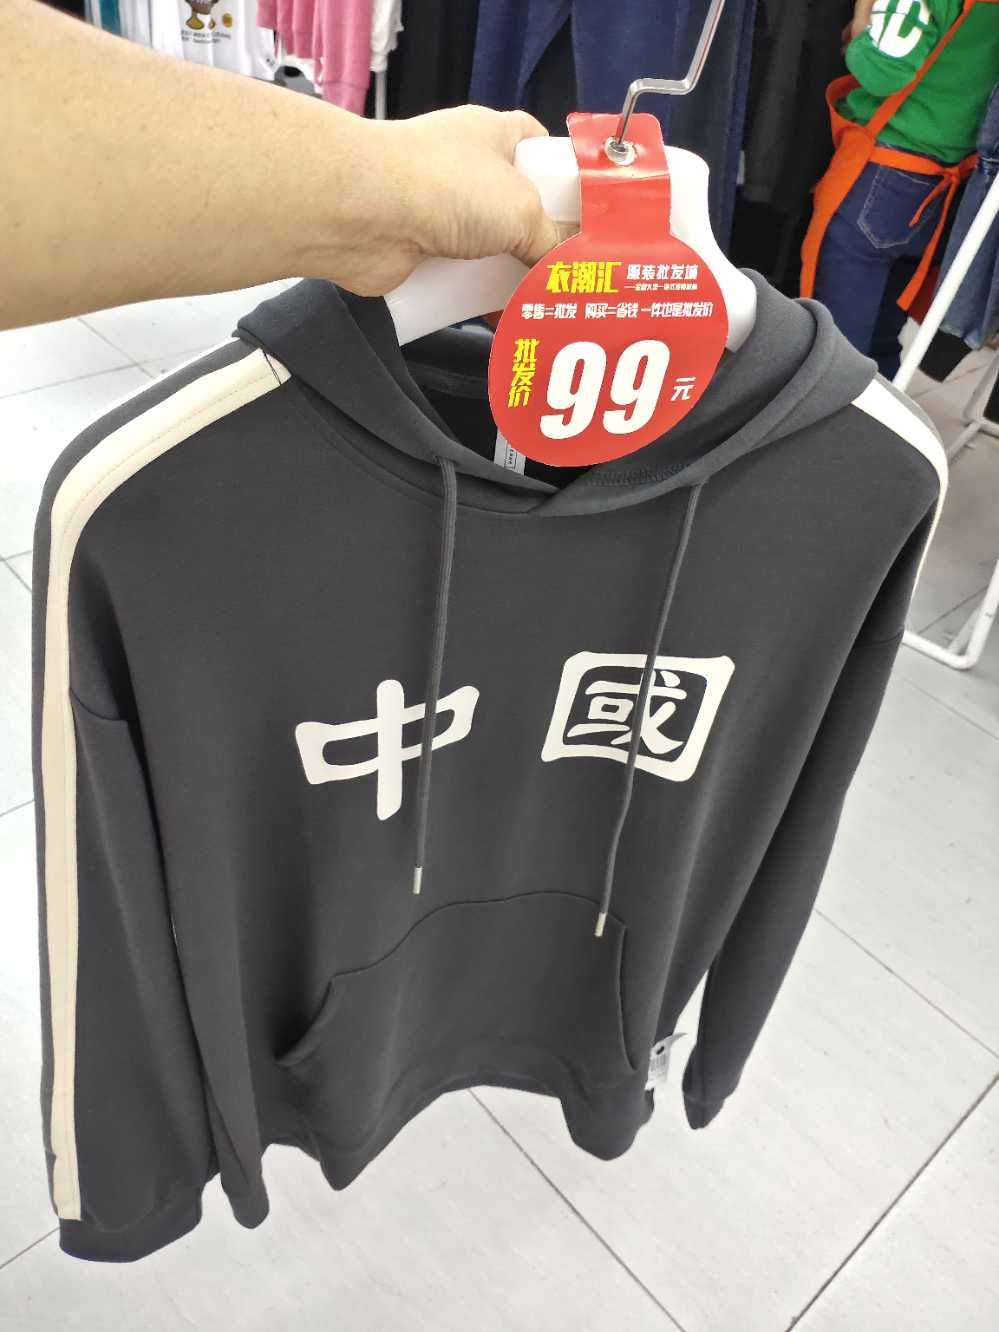 衣潮汇 服装批发城
零售=批发 购买=省钱 一件也是批发价
批发价 99 元
中 國